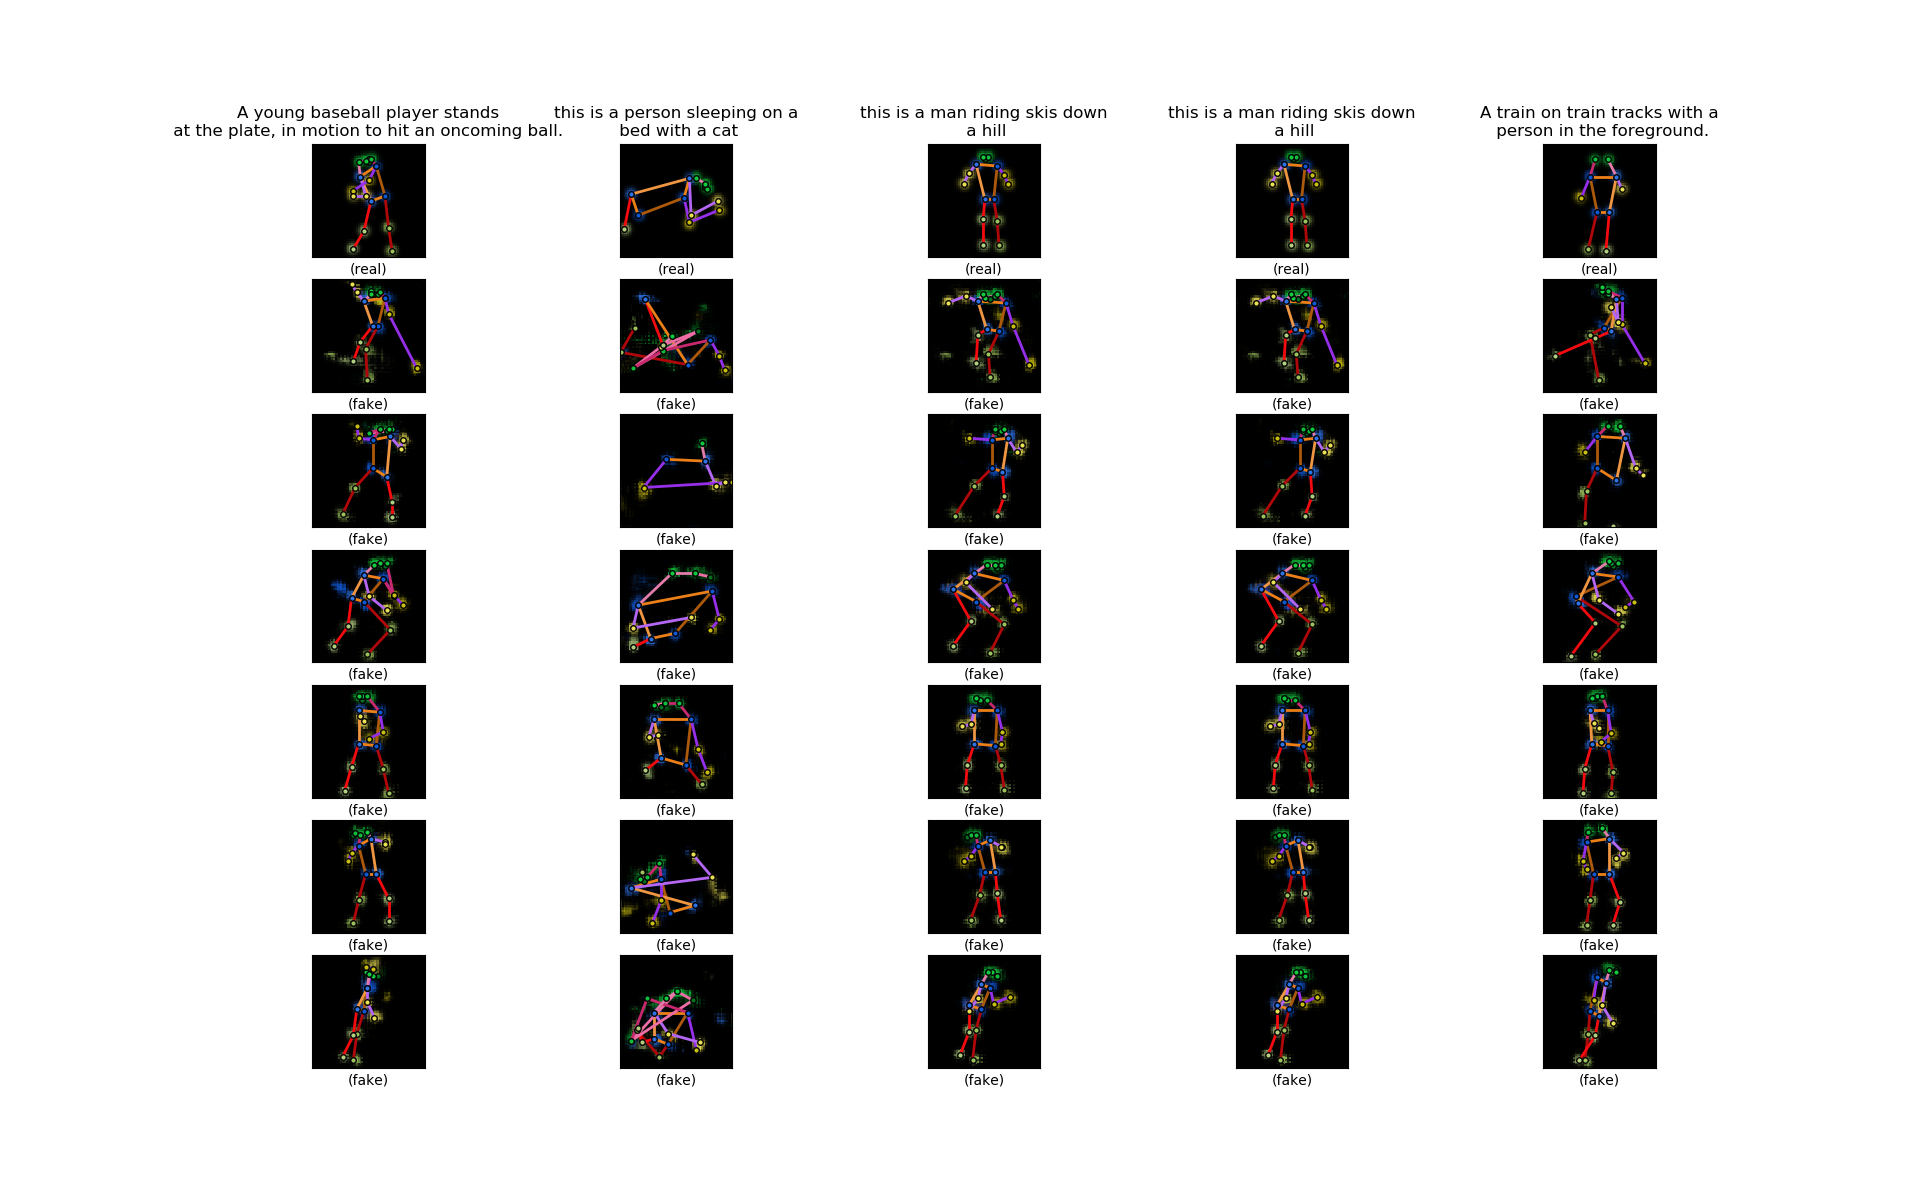 A young baseball player stands
at the plate, in motion to hit an oncoming ball.
this is a person sleeping on a
bed with a cat
this is a man riding skis down
a hill
this is a man riding skis down
a hill
A train on train tracks with a
person in the foreground.
(real) (real) (real) (real) (real)
(fake) (fake) (fake) (fake) (fake)
(fake) (fake) (fake) (fake) (fake)
(fake) (fake) (fake) (fake) (fake)
(fake) (fake) (fake) (fake) (fake)
(fake) (fake) (fake) (fake) (fake)
(fake) (fake) (fake) (fake) (fake)